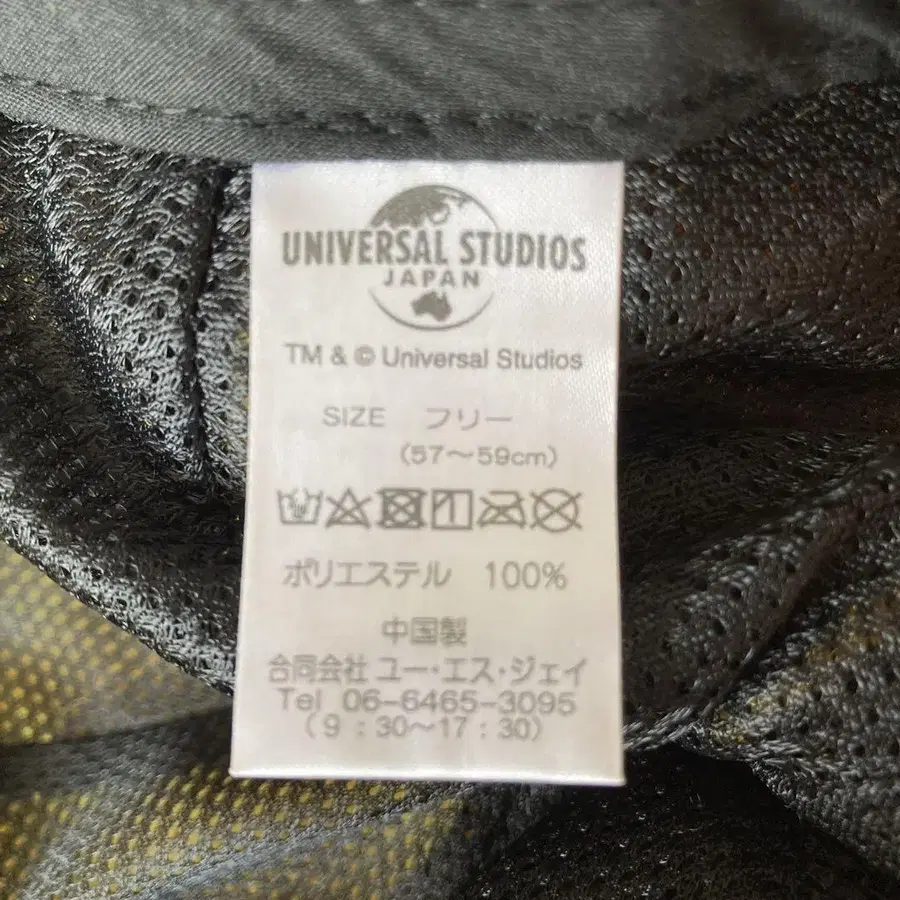 UNIVERSAL STUDIOS
JAPAN
TM & © Universal Studios
SIZE フリー
(57〜59cm)
ポリエステル 100%
中国製
合同会社 ユー・エス・ジェイ
Tel 06-6465-3095
(9:30〜17:30)